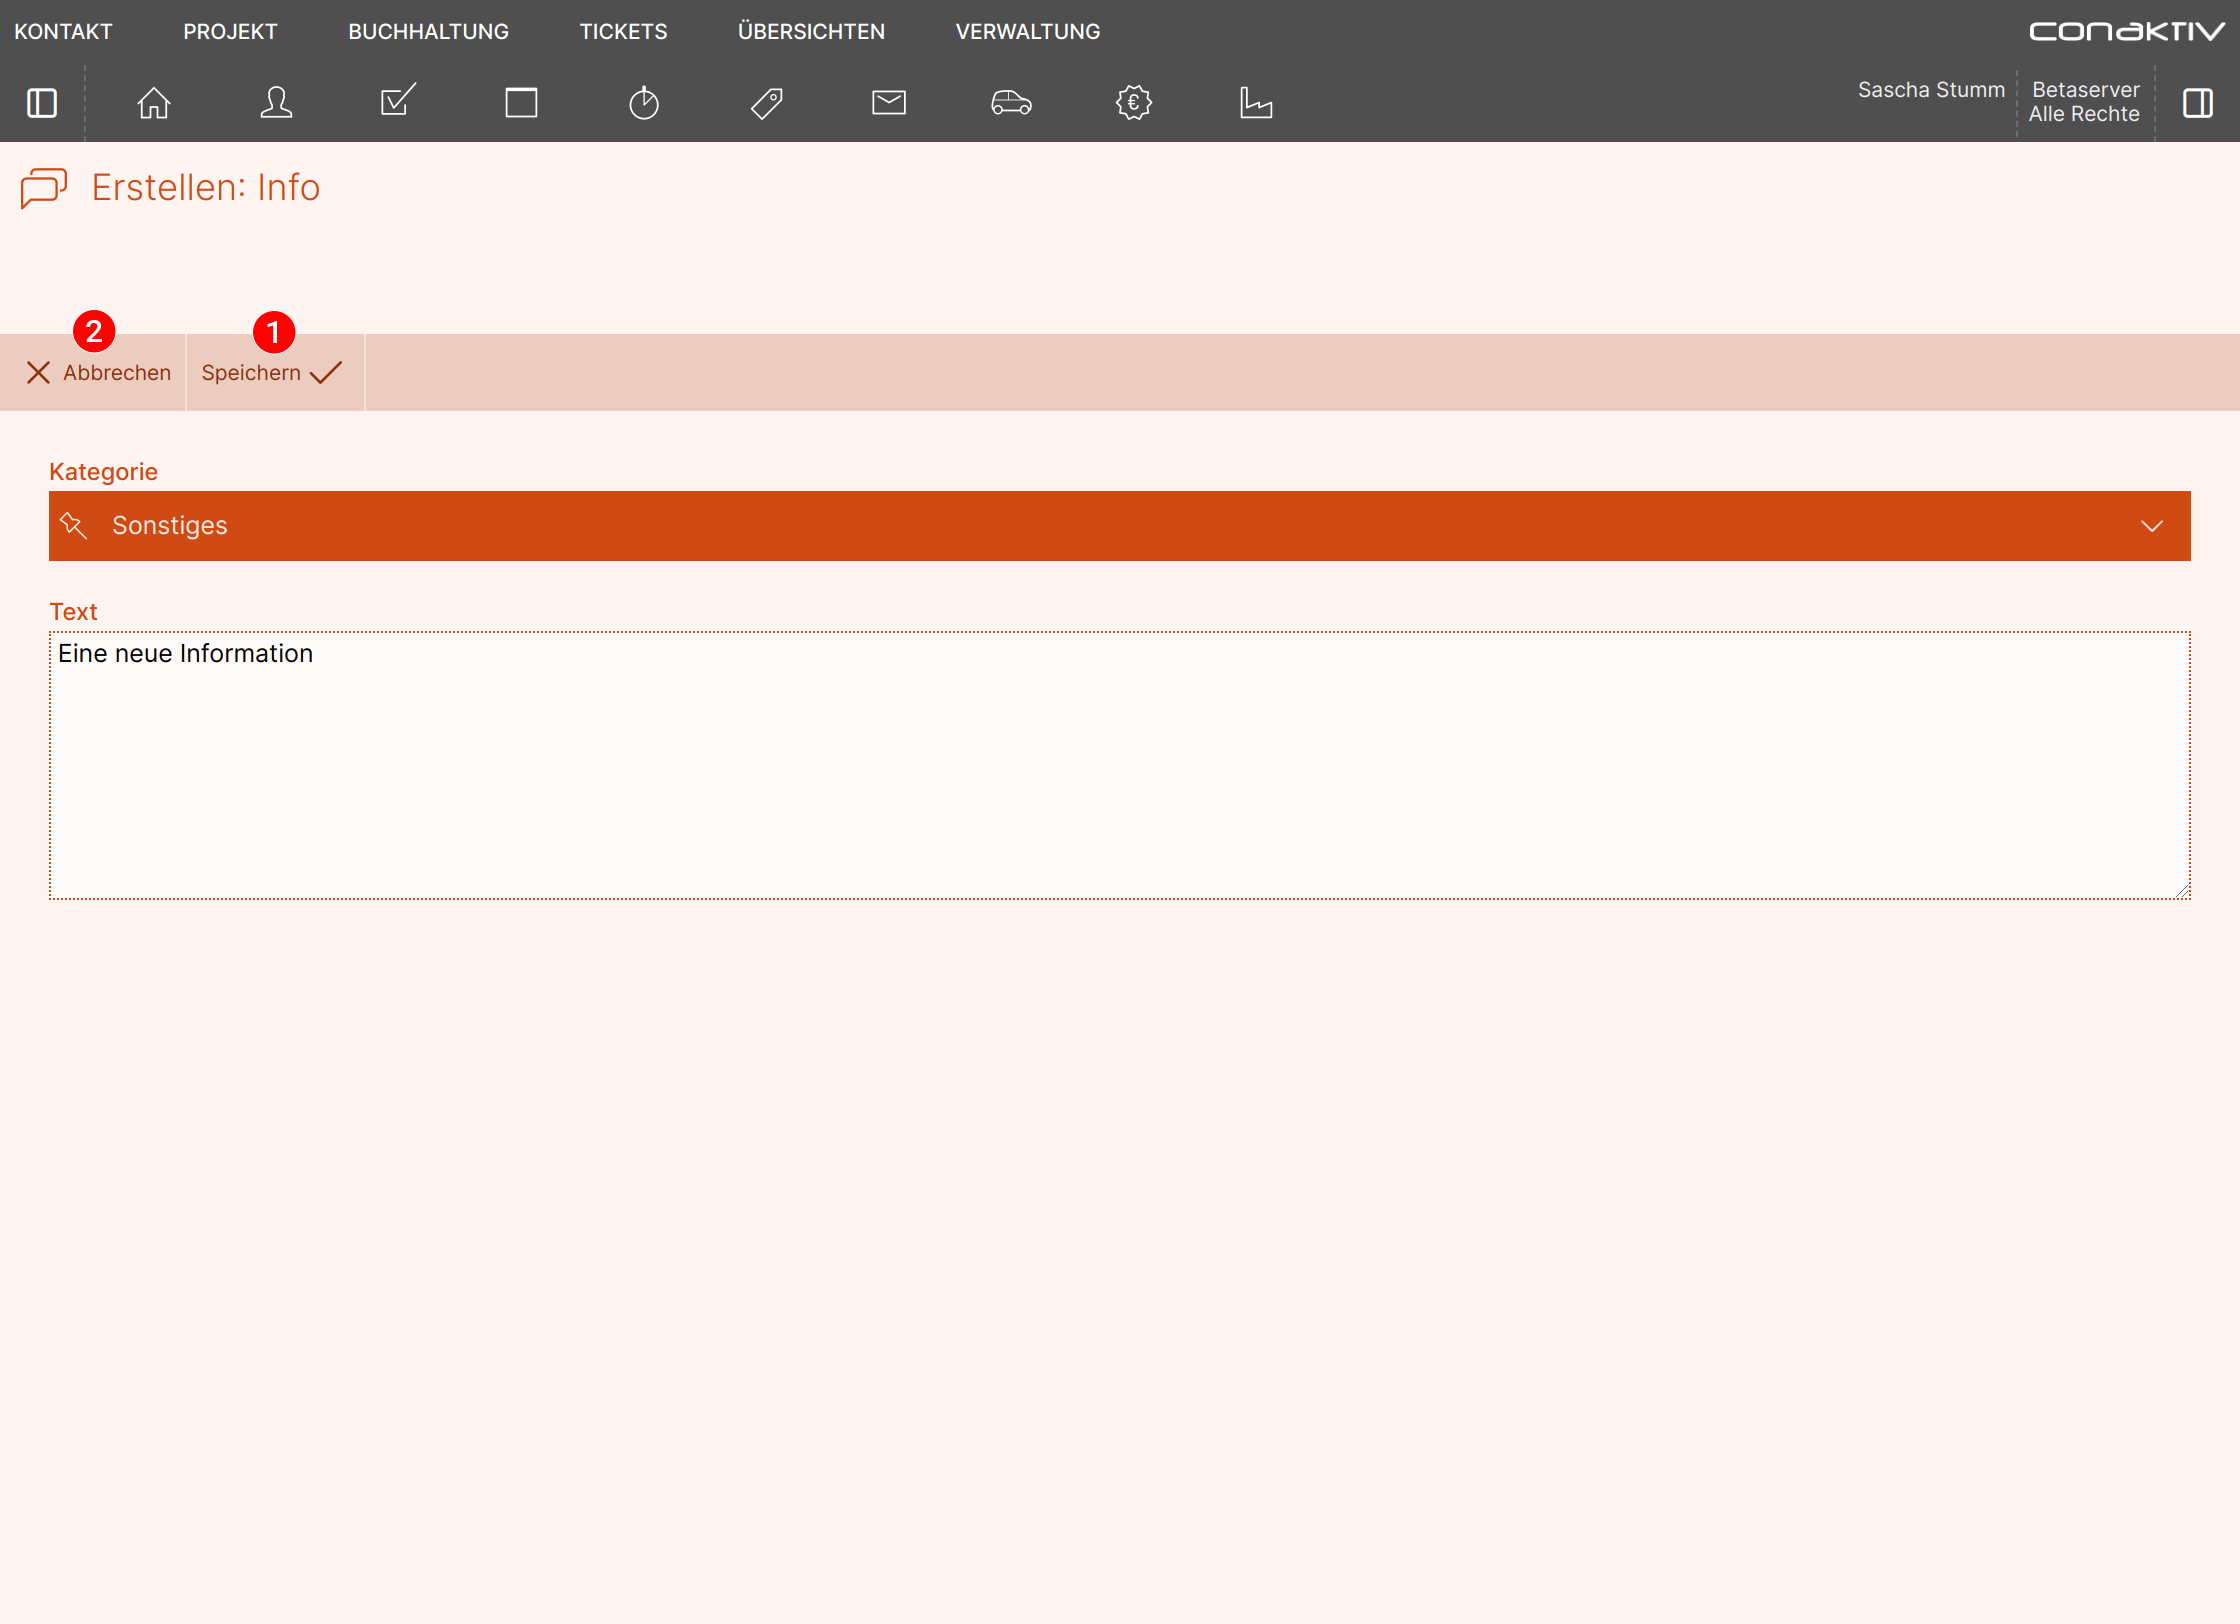 KONTAKT PROJEKT BUCHHALTUNG TICKETS ÜBERSICHTEN VERWALTUNG conaktiv
Sascha Stumm Betaserver
Alle Rechte
Erstellen: Info
2 1
Abbrechen Speichern
Kategorie
Sonstiges
Text
Eine neue Information